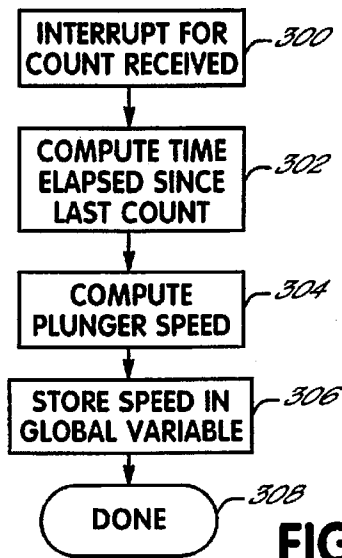 INTERRUPT FOR
COUNT RECEIVED
300
COMPUTE TIME
ELAPSED SINCE
LAST COUNT
302
COMPUTE
PLUNGER SPEED
304
STORE SPEED IN
GLOBAL VARIABLE
306
DONE
308
FIG